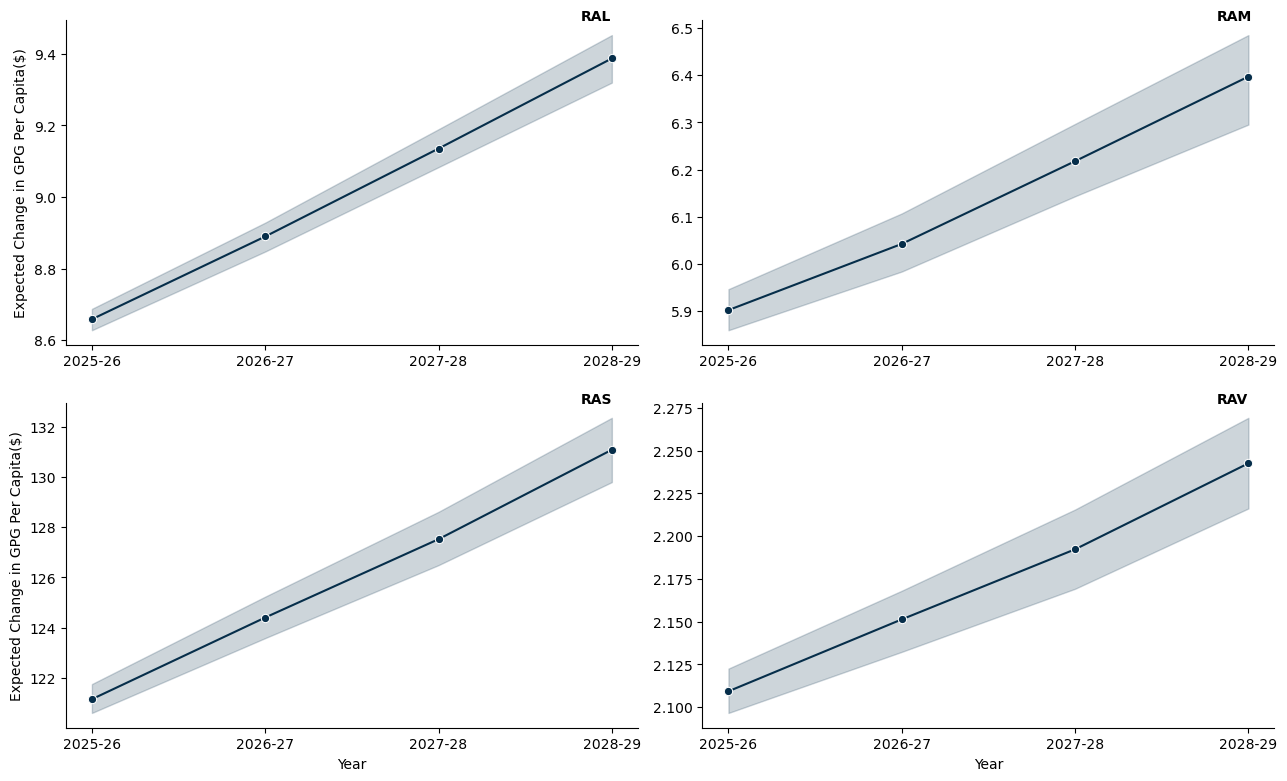 RAL
Expected Change in GPG Per Capita($)
9.4
9.2
9.0
8.8
8.6
2025-26 2026-27 2027-28 2028-29
RAM
6.5
6.4
6.3
6.2
6.1
6.0
5.9
2025-26 2026-27 2027-28 2028-29
RAS
Expected Change in GPG Per Capita($)
132
130
128
126
124
122
2025-26 2026-27 2027-28 2028-29
Year
RAV
2.275
2.250
2.225
2.200
2.175
2.150
2.125
2.100
2025-26 2026-27 2027-28 2028-29
Year